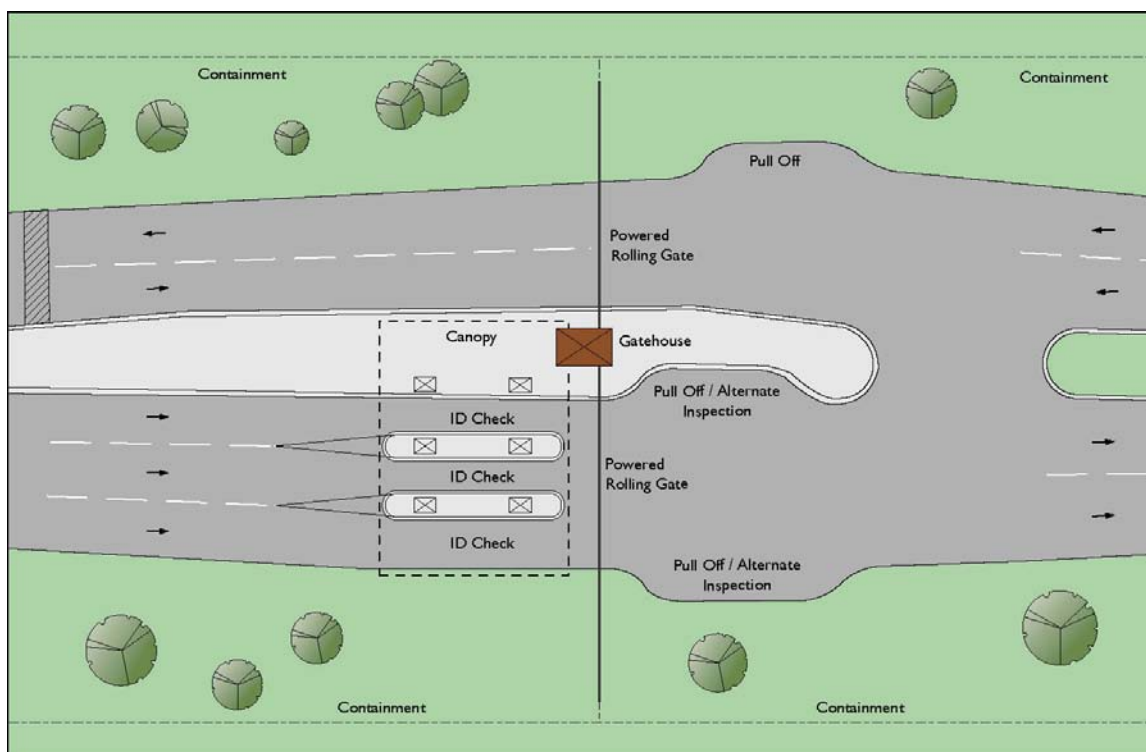 Containment
Containment
Pull Off
Powered
Rolling Gate
Canopy
Gatehouse
Pull Off / Alternate
Inspection
ID Check
Powered
Rolling Gate
ID Check
ID Check
Pull Off / Alternate
Inspection
Containment
Containment